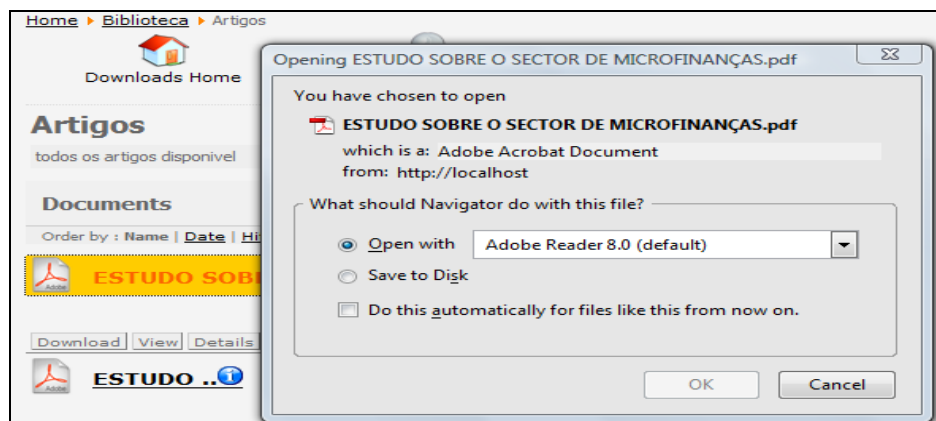 Home Biblioteca Artigos
Downloads Home
Artigos
todos os artigos disponivel
Documents
Order by : Name | Date | Hi
Adobe ESTUDO SOB
Download View Details
Adobe ESTUDO ..
Opening ESTUDO SOBRE O SECTOR DE MICROFINANÇAS.pdf
You have chosen to open
ESTUDO SOBRE O SECTOR DE MICROFINANÇAS.pdf
which is a: Adobe Acrobat Document
from: http://localhost
What should Navigator do with this file?
Open with Adobe Reader 8.0 (default)
Save to Disk
Do this automatically for files like this from now on.
OK Cancel